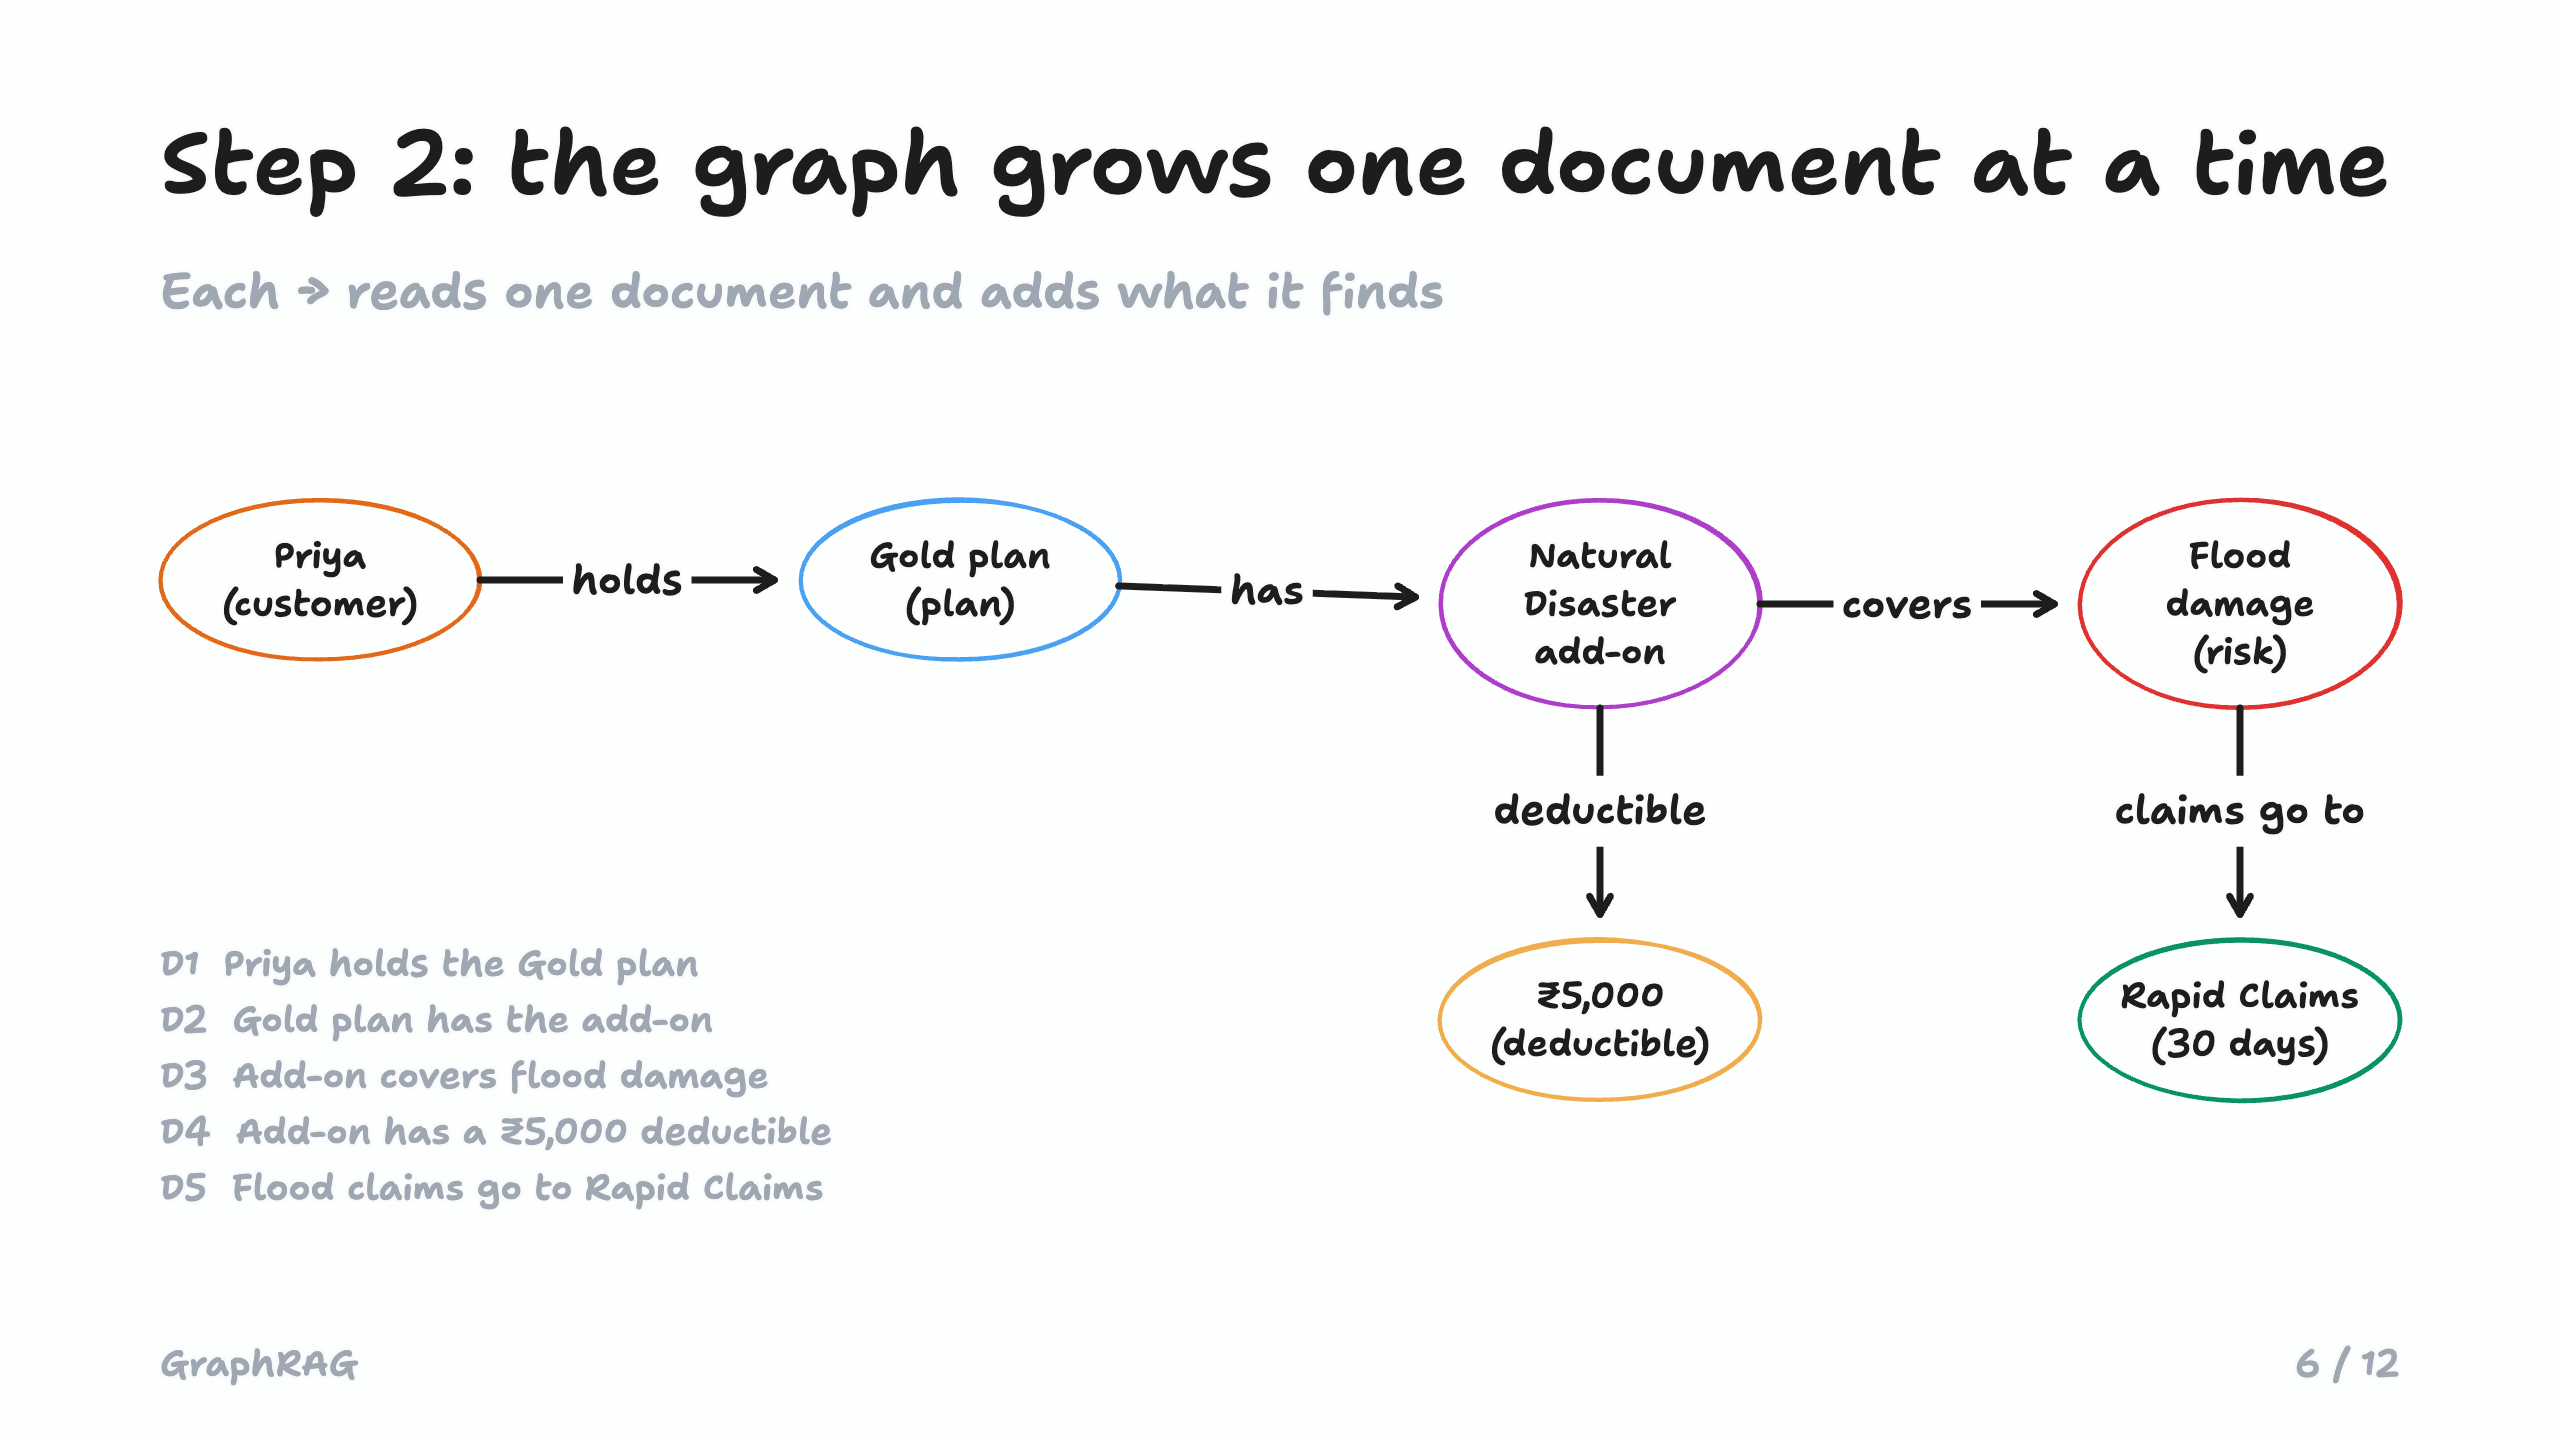 Step 2: the graph grows one document at a time
Each → reads one document and adds what it finds
Priya
(customer)
holds
Gold plan
(plan)
has
Natural
Disaster
add-on
covers
Flood
damage
(risk)
deductible
claims go to
₹5,000
(deductible)
Rapid Claims
(30 days)
D1 Priya holds the Gold plan
D2 Gold plan has the add-on
D3 Add-on covers flood damage
D4 Add-on has a ₹5,000 deductible
D5 Flood claims go to Rapid Claims
GraphRAG
6 / 12